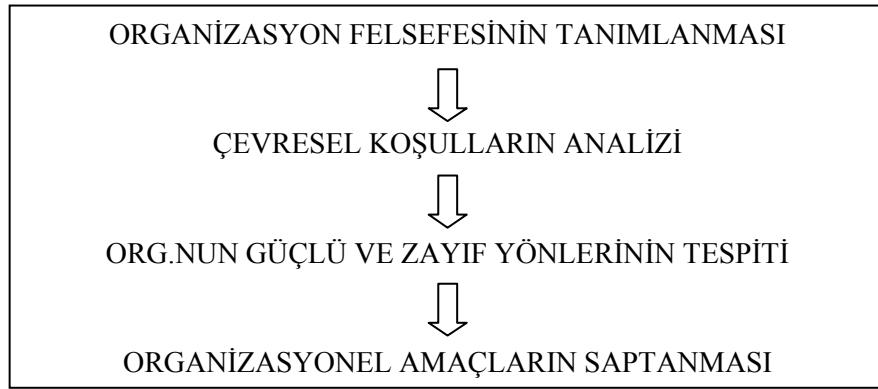 ORGANİZASYON FELSEFESİNİN TANIMLANMASI
ÇEVRESEL KOŞULLARIN ANALİZİ
ORG.NUN GÜÇLÜ VE ZAYIF YÖNLERİNİN TESPİTİ
ORGANİZASYONEL AMAÇLARIN SAPTANMASI